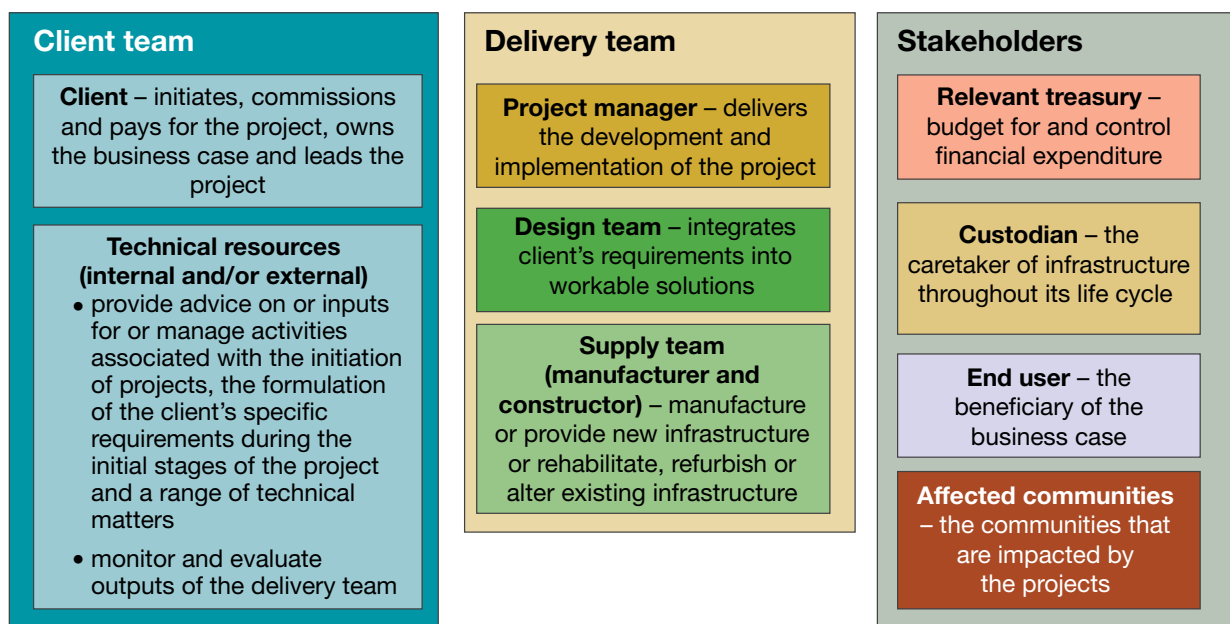 Client team
Client – initiates, commissions
and pays for the project, owns
the business case and leads the
project
Technical resources
(internal and/or external)
• provide advice on or inputs
for or manage activities
associated with the initiation
of projects, the formulation
of the client’s specific
requirements during the
initial stages of the project
and a range of technical
matters
• monitor and evaluate
outputs of the delivery team
Delivery team
Project manager – delivers
the development and
implementation of the project
Design team – integrates
client’s requirements into
workable solutions
Supply team
(manufacturer and
constructor) – manufacture
or provide new infrastructure
or rehabilitate, refurbish or
alter existing infrastructure
Stakeholders
Relevant treasury –
budget for and control
financial expenditure
Custodian – the
caretaker of infrastructure
throughout its life cycle
End user – the
beneficiary of the
business case
Affected communities
– the communities that
are impacted by
the projects